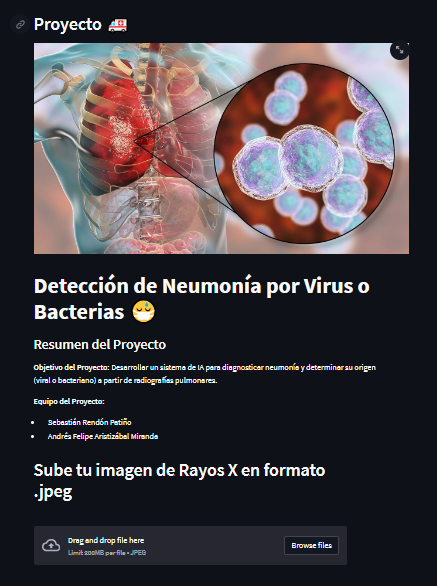 Proyecto 🚑
Detección de Neumonía por Virus o
Bacterias 😷
Resumen del Proyecto
Objetivo del Proyecto: Desarrollar un sistema de IA para diagnosticar neumonía y determinar su origen
(viral o bacteriano) a partir de radiografías pulmonares.
Equipo del Proyecto:
• Sebastián Rendón Patiño
• Andrés Felipe Aristizábal Miranda
Sube tu imagen de Rayos X en formato
.jpeg
Drag and drop file here
Limit 200MB per file • JPEG
Browse files